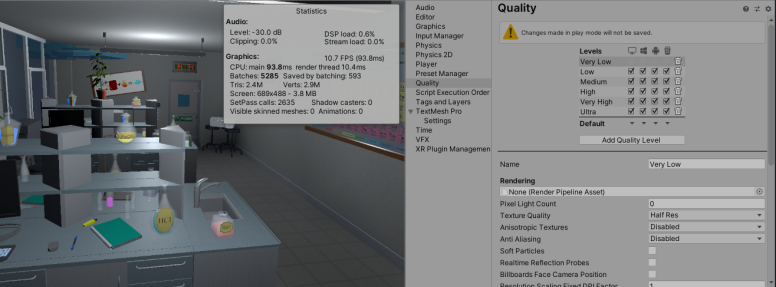 Statistics
Audio:
Level: -30.0 dB DSP load: 0.6%
Clipping: 0.0% Stream load: 0.0%
Graphics: 10.7 FPS (93.8ms)
CPU: main 93.8ms render thread 10.4ms
Batches: 5285 Saved by batching: 593
Tris: 2.4M Verts: 2.9M
Screen: 689x488 - 3.8 MB
SetPass calls: 2635 Shadow casters: 0
Visible skinned meshes: 0 Animations: 0
HCl
Audio
Editor
Graphics
Input Manager
Physics
Physics 2D
Player
Preset Manager
Quality
Script Execution Order
Tags and Layers
TextMesh Pro
Settings
Time
VFX
XR Plugin Managemen
Quality
Changes made in play mode will not be saved.
Levels
Very Low
Low
Medium
High
Very High
Ultra
Default
Add Quality Level
Name Very Low
Rendering
None (Render Pipeline Asset)
Pixel Light Count 0
Texture Quality Half Res
Anisotropic Textures Disabled
Anti Aliasing Disabled
Soft Particles
Realtime Reflection Probes
Billboards Face Camera Position
Resolution Scaling Fixed DPI Factor 1